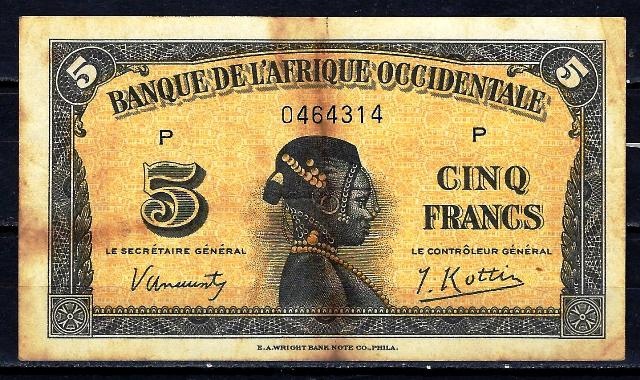 5 5
BANQUE DE L'AFRIQUE OCCIDENTALE
0464314
P P
5
CINQ
FRANCS
LE SECRÉTAIRE GÉNÉRAL
LE CONTRÔLEUR GÉNÉRAL
E.A.WRIGHT BANK NOTE CO.,PHILA.